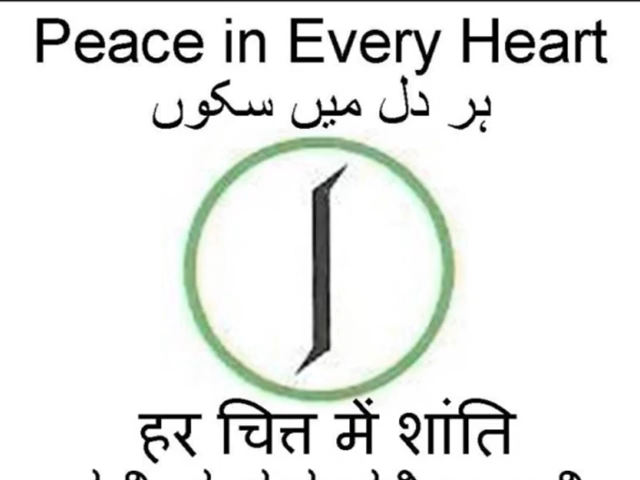 Peace in Every Heart
ہر دل میں سکوں
हर चित्त में शांति